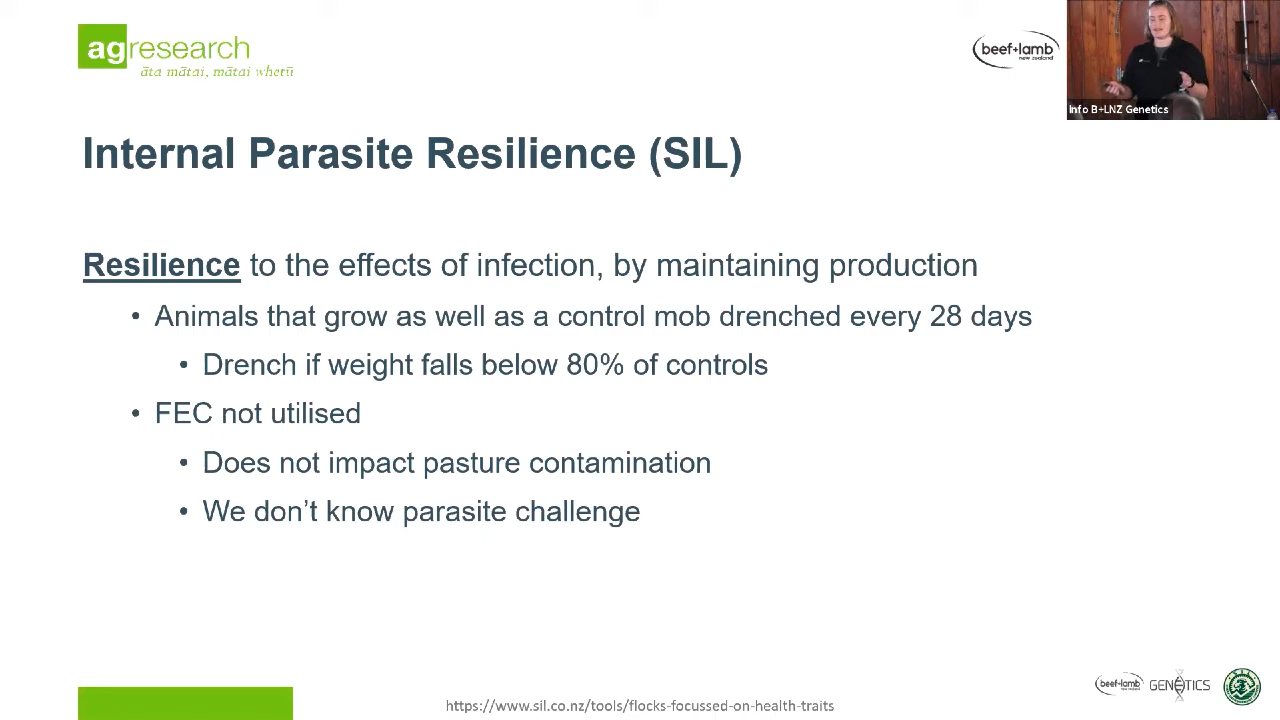 agresearch
āta mātai, mātai whetū
beef+lamb
new zealand
Info B+LNZ Genetics
Internal Parasite Resilience (SIL)
Resilience to the effects of infection, by maintaining production
• Animals that grow as well as a control mob drenched every 28 days
• Drench if weight falls below 80% of controls
• FEC not utilised
• Does not impact pasture contamination
• We don’t know parasite challenge
beef+lamb
GENETICS
https://www.sil.co.nz/tools/flocks-focussed-on-health-traits